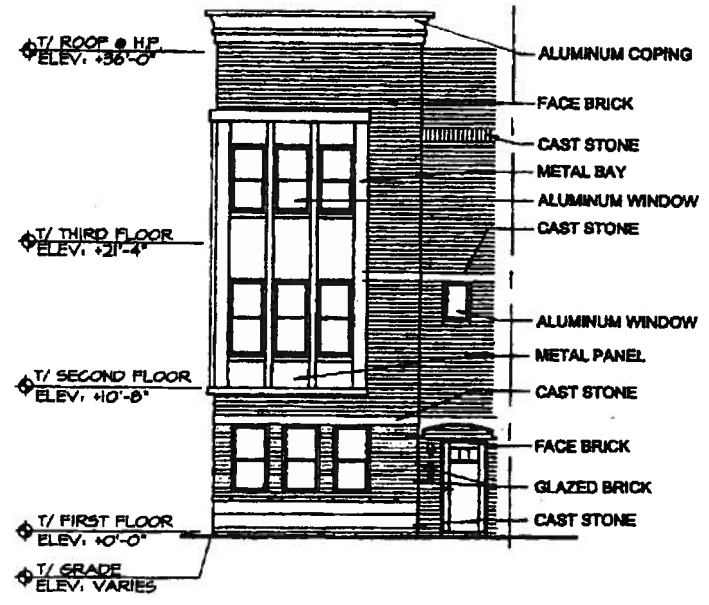 T/ ROOF @ H.P.
ELEV: +36'-0"
T/ THIRD FLOOR
ELEV: +21'-4"
T/ SECOND FLOOR
ELEV: +10'-8"
T/ FIRST FLOOR
ELEV: +0'-0"
T/ GRADE
ELEV: VARIES
ALUMINUM COPING
FACE BRICK
CAST STONE
METAL BAY
ALUMINUM WINDOW
CAST STONE
ALUMINUM WINDOW
METAL PANEL
CAST STONE
FACE BRICK
GLAZED BRICK
CAST STONE